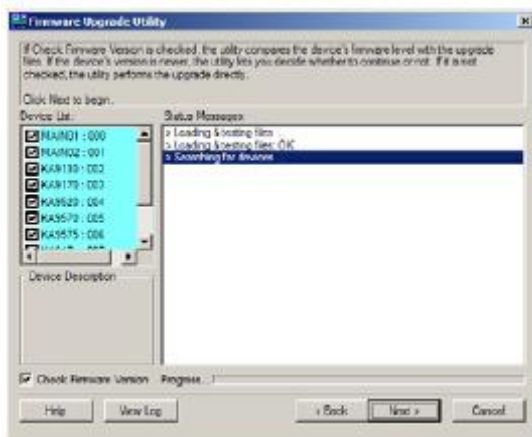 Firmware Upgrade Utility
If Check Firmware Version is checked, the utility compares the device's firmware level with the upgrade
files. If the device's version is newer, the utility lets you decide whether to continue or not. If it is not
checked, the utility performs the upgrade directly.
Click Next to begin.
Device List:
Status Messages:
MAIN01 : 000
MAIN02 : 001
KA9170 : 003
KA9520 : 004
KA9570 : 005
KA9575 : 006
> Loading & testing files ...
> Loading & testing files: OK
> Searching for devices
Device Description
Check Firmware Version
Progress...
Help
View Log
< Back
Next >
Cancel